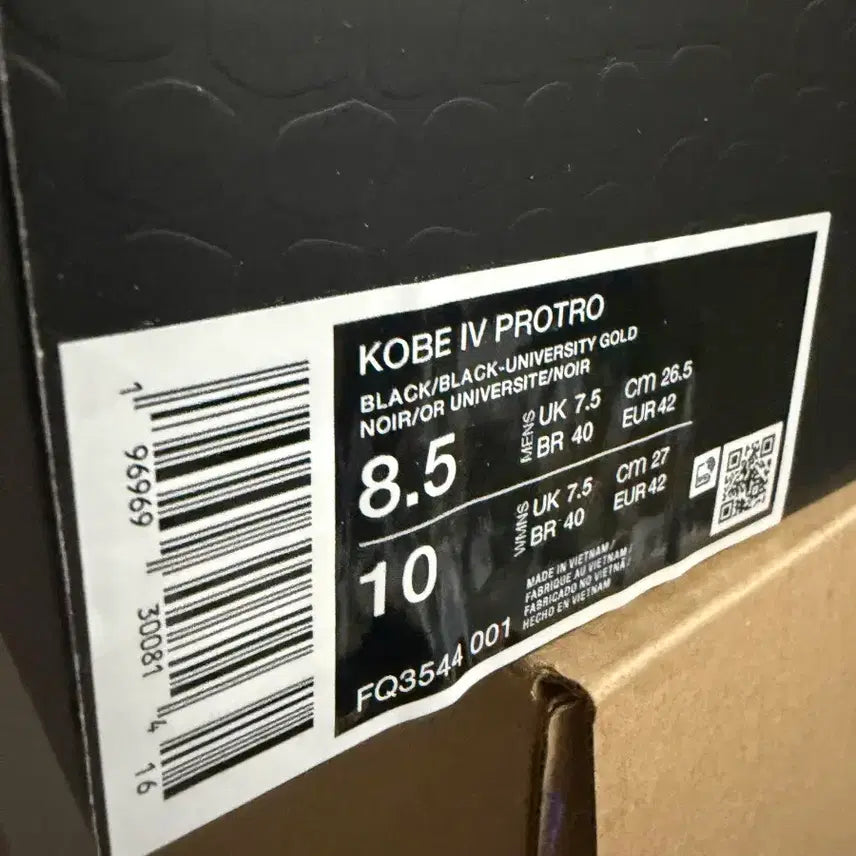 KOBE IV PROTRO
BLACK/BLACK-UNIVERSITY GOLD
NOIR/OR UNIVERSITE/NOIR
8.5
MENS
UK 7.5
cm 26.5
BR 40
EUR 42
10
WMNS
UK 7.5
cm 27
BR 40
EUR 42
FQ3544 001
MADE IN VIETNAM /
FABRIQUE AU VIETNAM /
FABRICADO NO VIETNÃ /
HECHO EN VIETNAM
1 96969 30081 4 16